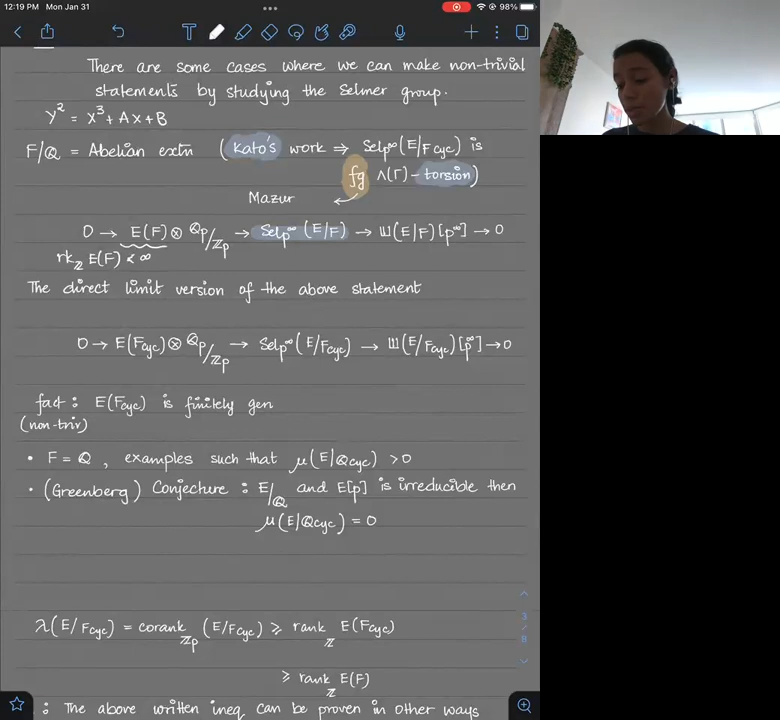 12:19 PM Mon Jan 31
98%
There are some cases where we can make non-trivial
statements by studying the Selmer group.
Y² = X³ + AX + B
F/Q = Abelian extn ( Kato's work ⇒ Selp∞(E/Fcyc) is
fg Λ(Γ) - torsion)
Mazur
0 → E(F) ⊗ Qp/Zp → Selp∞(E/F) → Ш(E/F)[p∞] → 0
rkZ E(F) < ∞
The direct limit version of the above statement
0 → E(Fcyc) ⊗ Qp/Zp → Selp∞(E/Fcyc) → Ш(E/Fcyc)[p∞] → 0
fact : E(Fcyc) is finitely gen
(non-triv)
• F = Q , examples such that μ(E/Qcyc) > 0
• (Greenberg) Conjecture : E/Q and E[p] is irreducible then
μ(E/Qcyc) = 0
λ(E/Fcyc) = corankZp (E/Fcyc) ≥ rankZ E(Fcyc)
≥ rankZ E(F)
: The above written ineq can be proven in other ways
3
/
8